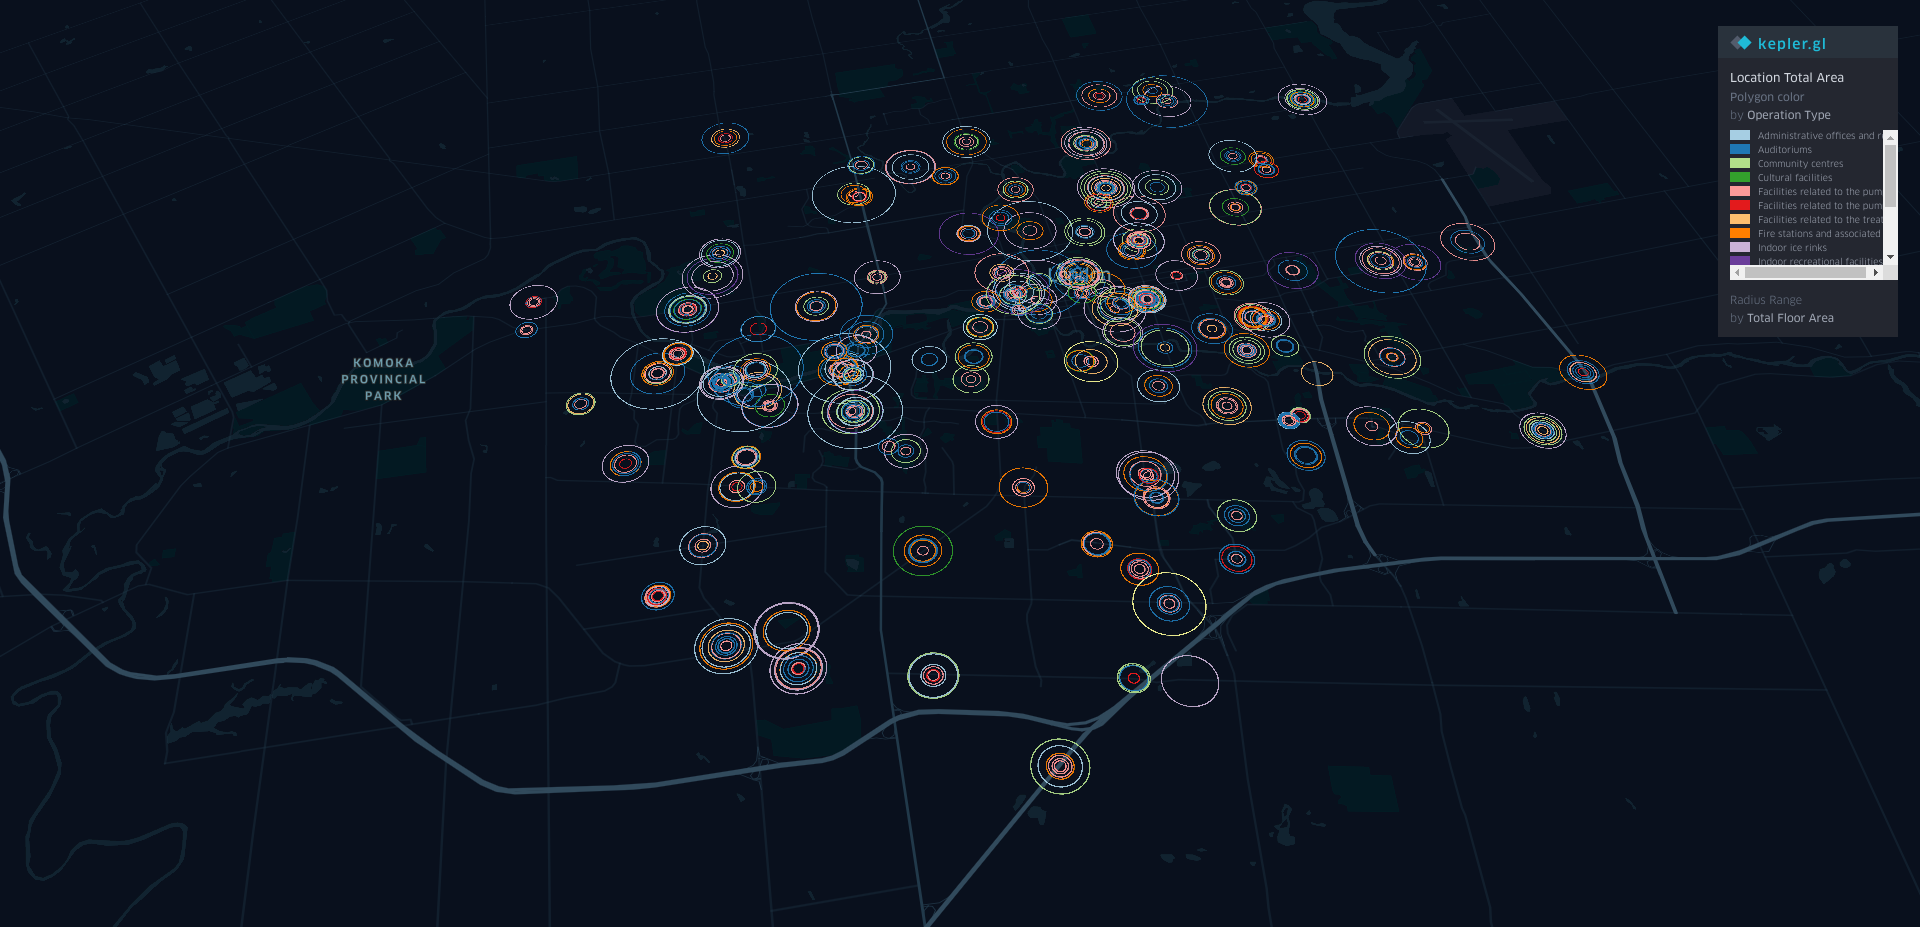 kepler.gl
Location Total Area
Polygon color
by Operation Type
Administrative offices and r
Auditoriums
Community centres
Cultural facilities
Facilities related to the pum
Facilities related to the pum
Facilities related to the treat
Fire stations and associated
Indoor ice rinks
Indoor recreational facilities
Radius Range
by Total Floor Area
KOMOKA
PROVINCIAL
PARK